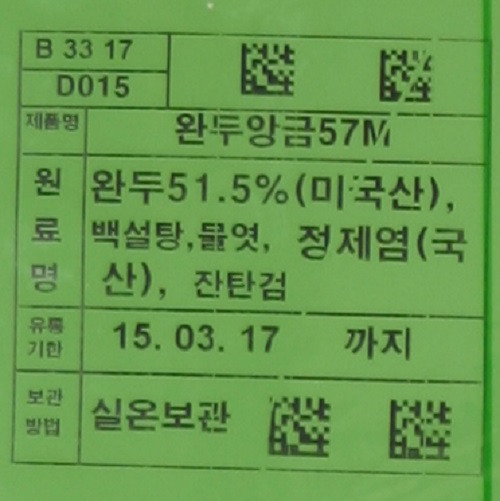 B 33 17
D015
제품명 완두앙금57M
원료명 완두51.5%(미국산),
백설탕,물엿, 정제염(국
산), 잔탄검
유통기한 15. 03. 17 까지
보관방법 실온보관